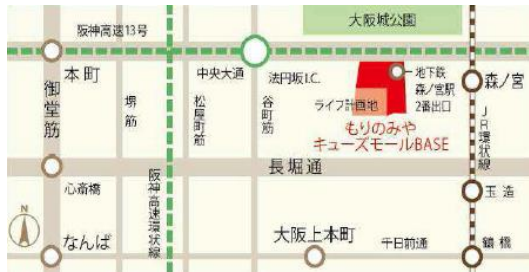 大阪城公園
阪神高速13号
本町
御堂筋
堺筋
中央大通
松屋町筋
法円坂I.C.
谷町筋
地下鉄
森ノ宮駅
2番出口
森ノ宮
ライフ計画地
もりのみや
キューズモールBASE
JR環状線
長堀通
心斎橋
阪神高速環状線
玉造
N
なんば
大阪上本町
千日前通
鶴橋